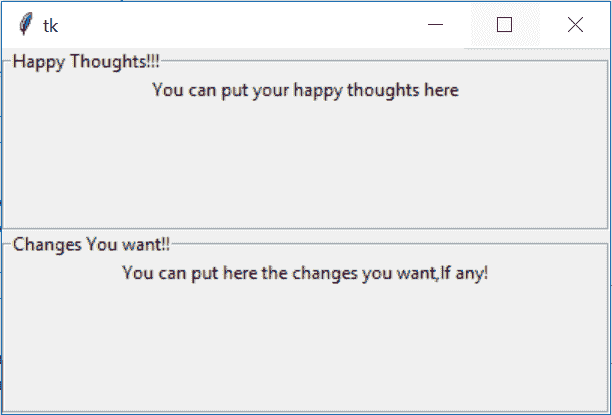 tk
Happy Thoughts!!!
You can put your happy thoughts here
Changes You want!!
You can put here the changes you want,If any!